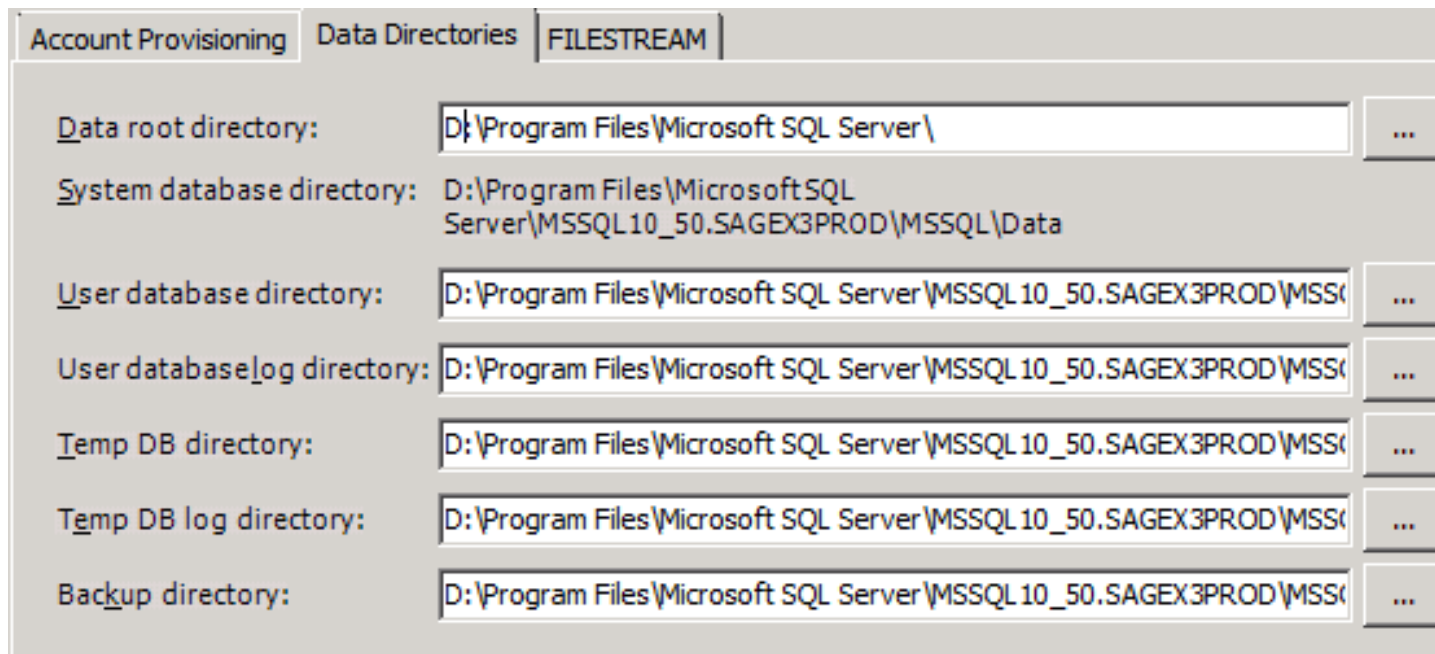 Account Provisioning Data Directories FILESTREAM
Data root directory: D:\Program Files\Microsoft SQL Server\ ...
System database directory: D:\Program Files\Microsoft SQL
Server\MSSQL10_50.SAGEX3PROD\MSSQL\Data
User database directory: D:\Program Files\Microsoft SQL Server\MSSQL10_50.SAGEX3PROD\MSS( ...
User database log directory: D:\Program Files\Microsoft SQL Server\MSSQL10_50.SAGEX3PROD\MSS( ...
Temp DB directory: D:\Program Files\Microsoft SQL Server\MSSQL10_50.SAGEX3PROD\MSS( ...
Temp DB log directory: D:\Program Files\Microsoft SQL Server\MSSQL10_50.SAGEX3PROD\MSS( ...
Backup directory: D:\Program Files\Microsoft SQL Server\MSSQL10_50.SAGEX3PROD\MSS( ...